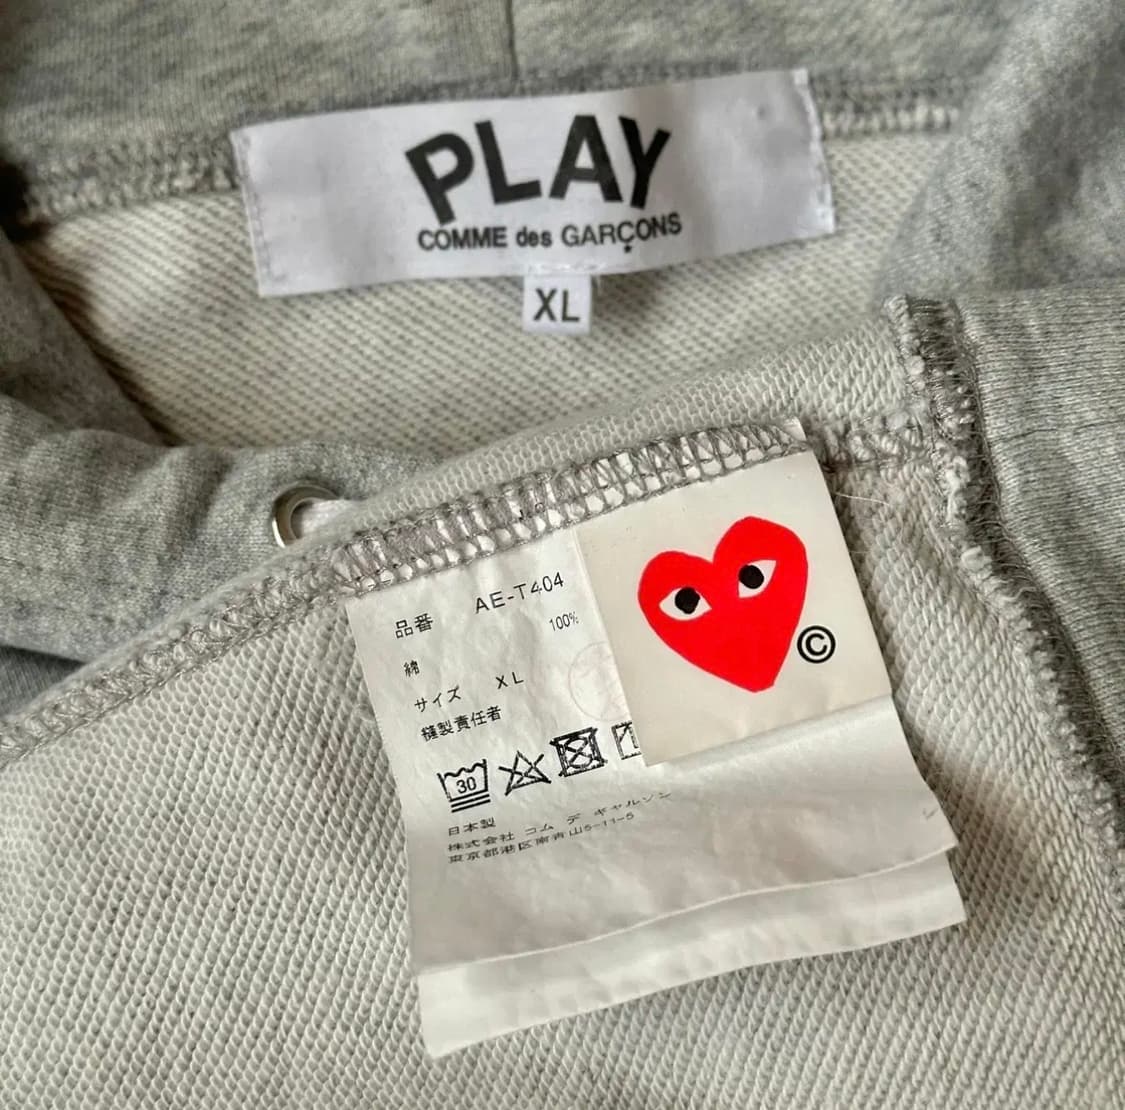 PLAY
COMME des GARÇONS
XL
品番 AE-T404
綿 100%
サイズ XL
縫製責任者
30
©
日本製
株式会社 コム デ ギャルソン
東京都港区南青山5-11-5